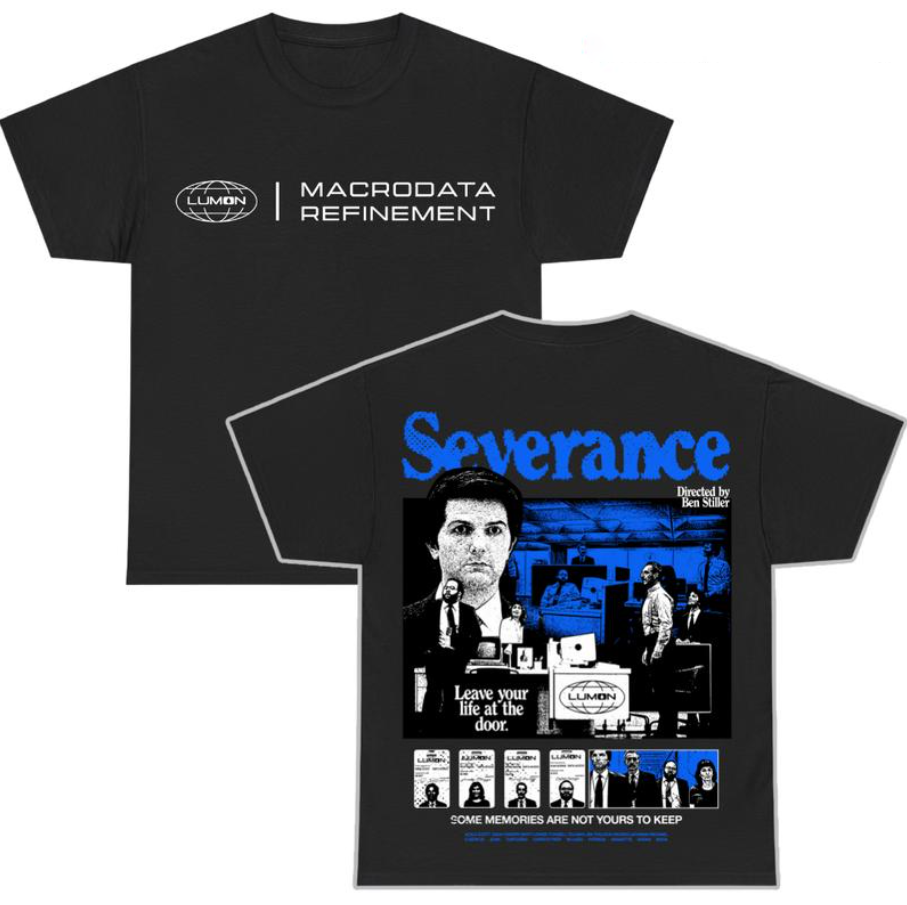 LUMON
MACRODATA
REFINEMENT
Severance
Directed by
Ben Stiller
LUMON
Leave your
life at the
door.
LUMON
LUMON
LUMON
LUMON
SOME MEMORIES ARE NOT YOURS TO KEEP